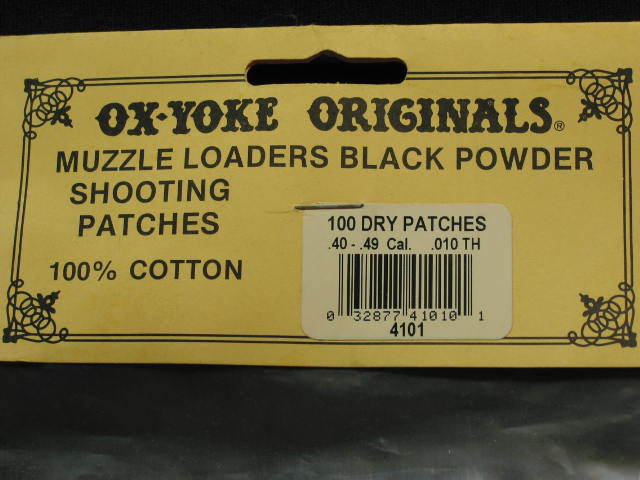 OX-YOKE ORIGINALS®
MUZZLE LOADERS BLACK POWDER
SHOOTING
PATCHES
100% COTTON
100 DRY PATCHES
.40 - .49 Cal. .010 TH
0 32877 41010 1
4101